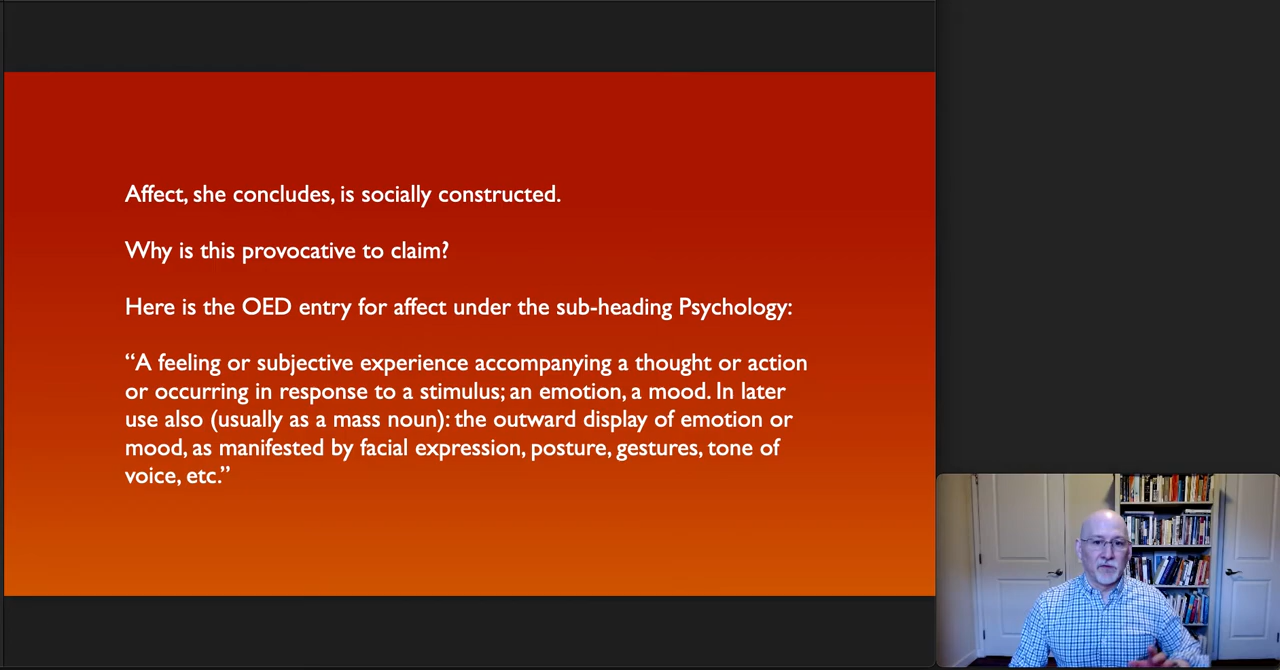 Affect, she concludes, is socially constructed.
Why is this provocative to claim?
Here is the OED entry for affect under the sub-heading Psychology:
“A feeling or subjective experience accompanying a thought or action
or occurring in response to a stimulus; an emotion, a mood. In later
use also (usually as a mass noun): the outward display of emotion or
mood, as manifested by facial expression, posture, gestures, tone of
voice, etc.”